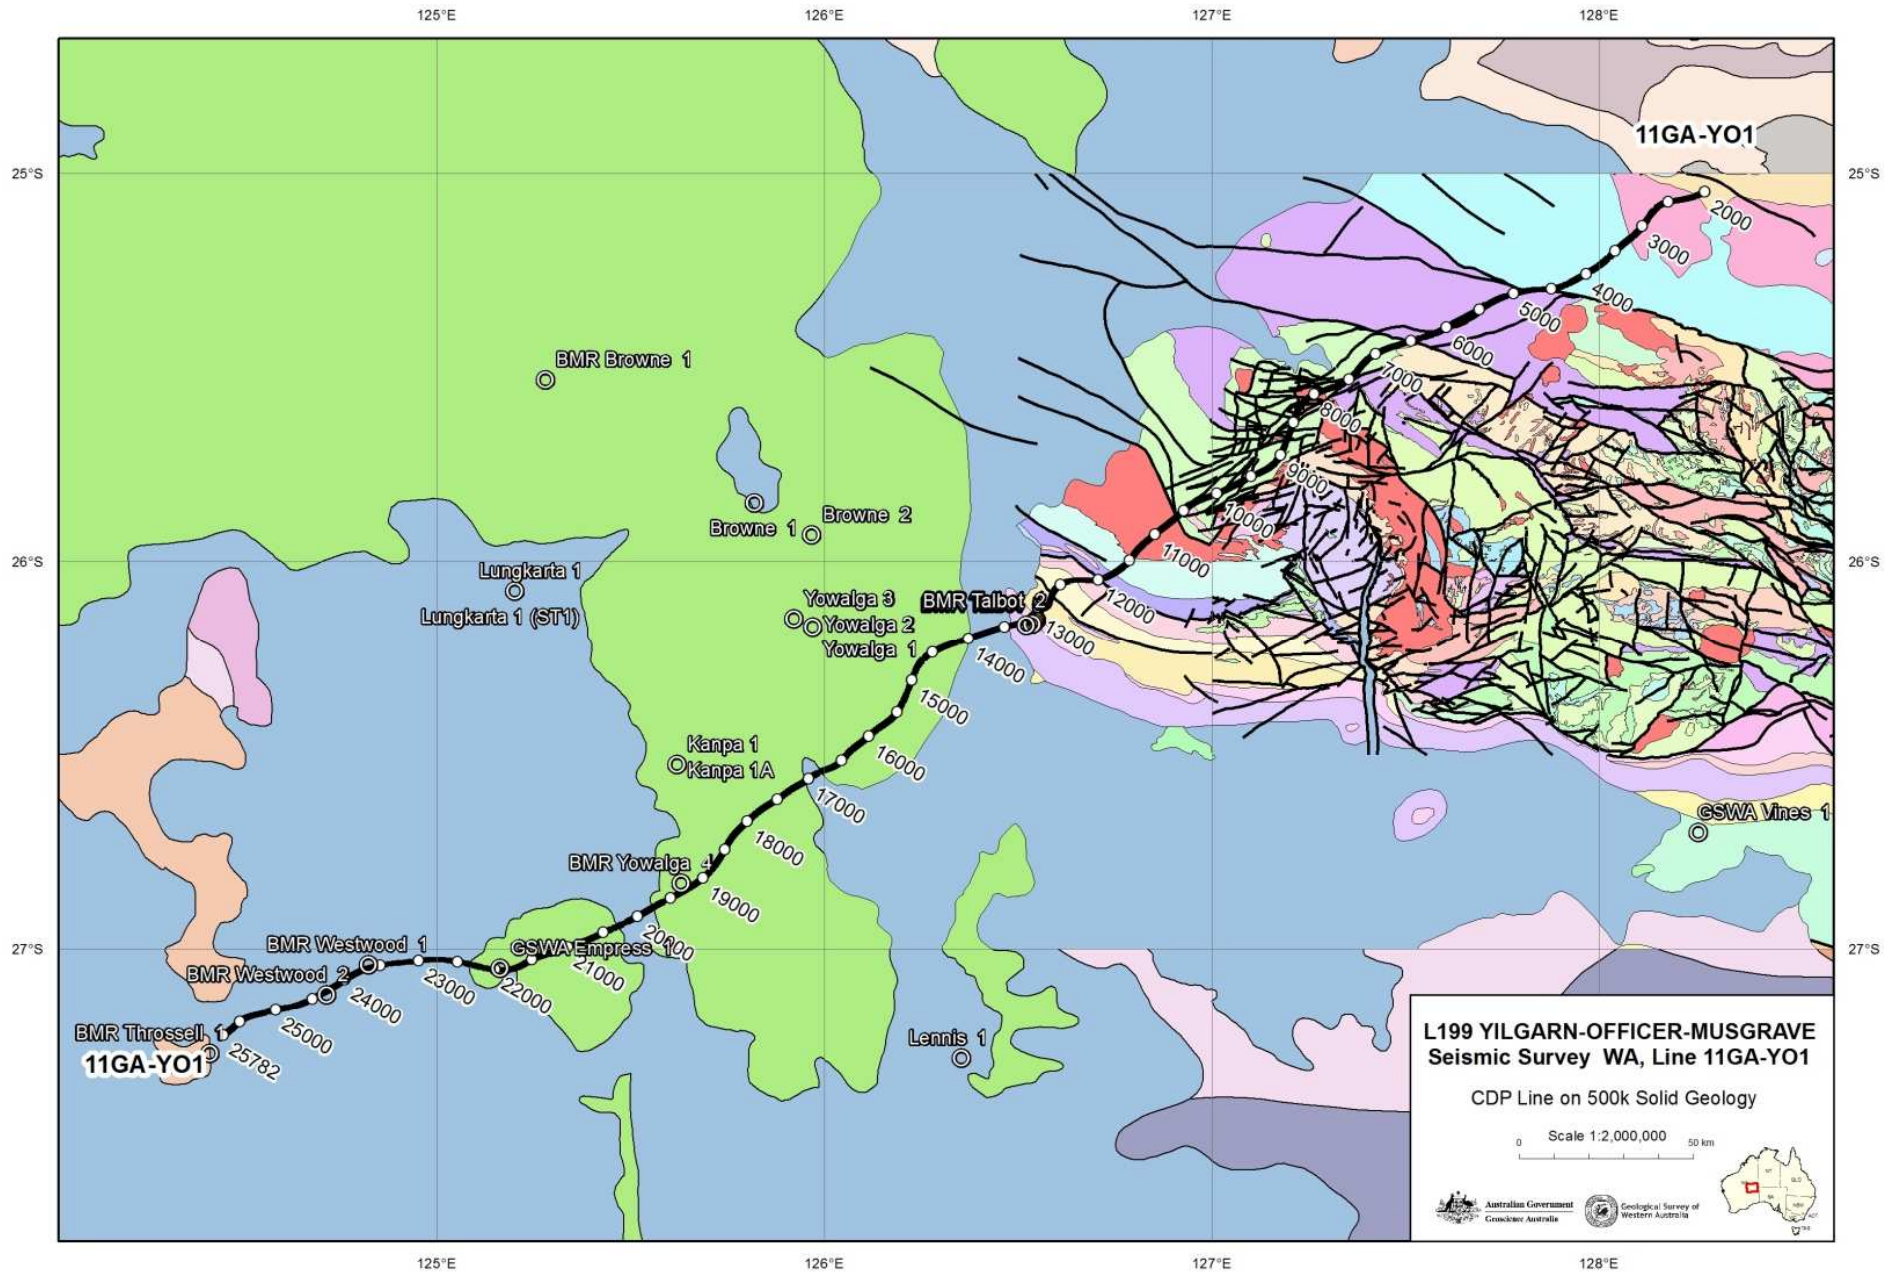 125°E
126°E
127°E
128°E
11GA-YO1
25°S
25°S
2000
3000
4000
5000
6000
BMR Browne 1
7000
8000
9000
Browne 1
Browne 2
10000
11000
26°S
26°S
Lungkarta 1
Lungkarta 1 (ST1)
Yowalga 3
Yowalga 2
Yowalga 1
BMR Talbot 2
12000
13000
14000
15000
Kanpa 1
Kanpa 1A
16000
17000
GSWA Vines 1
18000
BMR Yowalga 4
19000
20000
BMR Westwood 1
GSWA Empress 1
27°S
27°S
BMR Westwood 2
21000
22000
23000
24000
25000
BMR Throssell 1
11GA-YO1
25782
Lennis 1
L199 YILGARN-OFFICER-MUSGRAVE
Seismic Survey WA, Line 11GA-YO1
CDP Line on 500k Solid Geology
Scale 1:2,000,000
0
50 km
Australian Government
Geoscience Australia
Geological Survey of
Western Australia
NT
QLD
SA
NSW
ACT
TAS
125°E
126°E
127°E
128°E